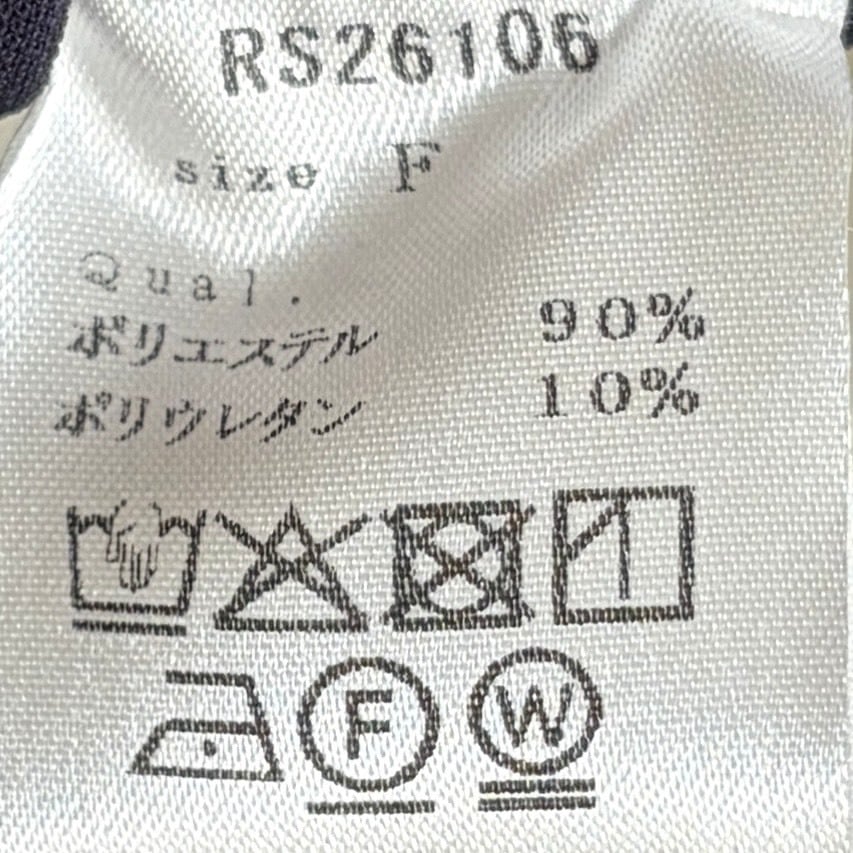 RS26106
size F
Qual.
ポリエステル 90%
ポリウレタン 10%
F W